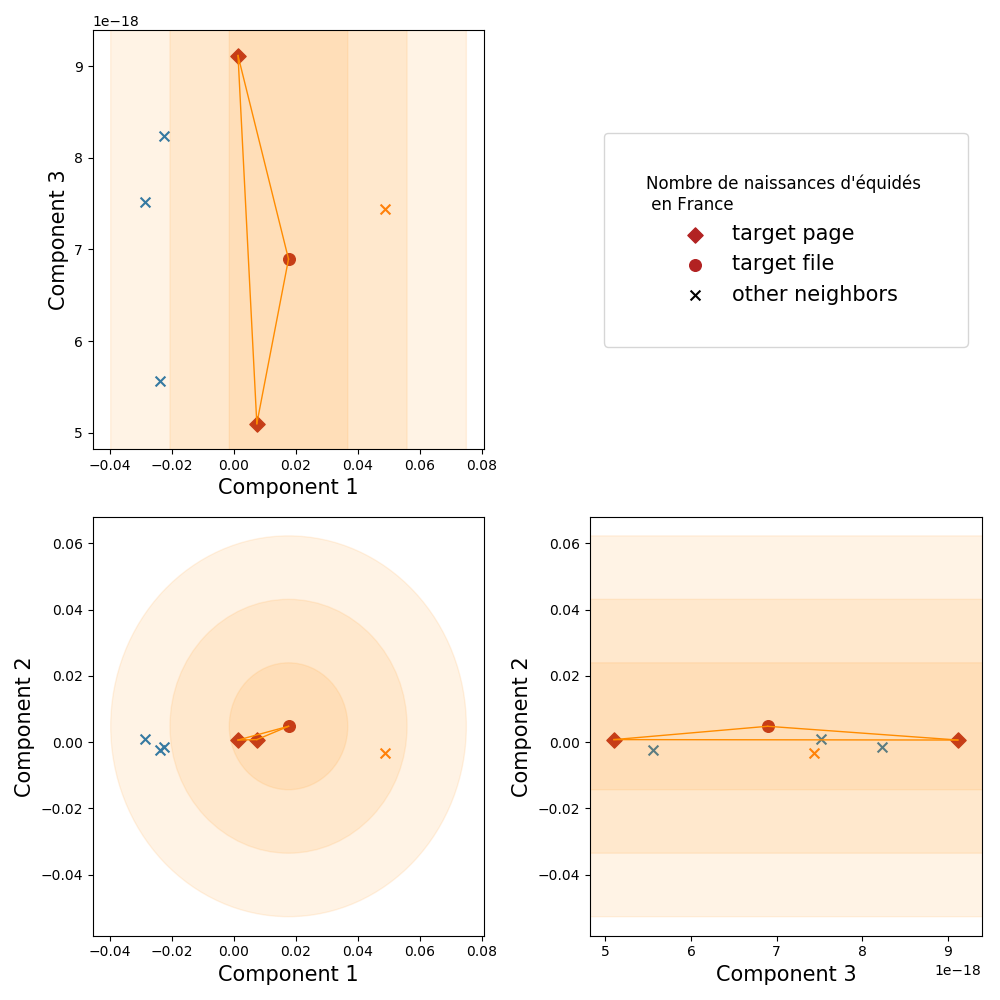 1e−18
9
8
7
6
5
Component 3
−0.04 −0.02 0.00 0.02 0.04 0.06 0.08
Component 1
Nombre de naissances d'équidés
en France
target page
target file
other neighbors
0.06
0.04
0.02
0.00
−0.02
−0.04
Component 2
−0.04 −0.02 0.00 0.02 0.04 0.06 0.08
Component 1
0.06
0.04
0.02
0.00
−0.02
−0.04
Component 2
5 6 7 8 9
1e−18
Component 3